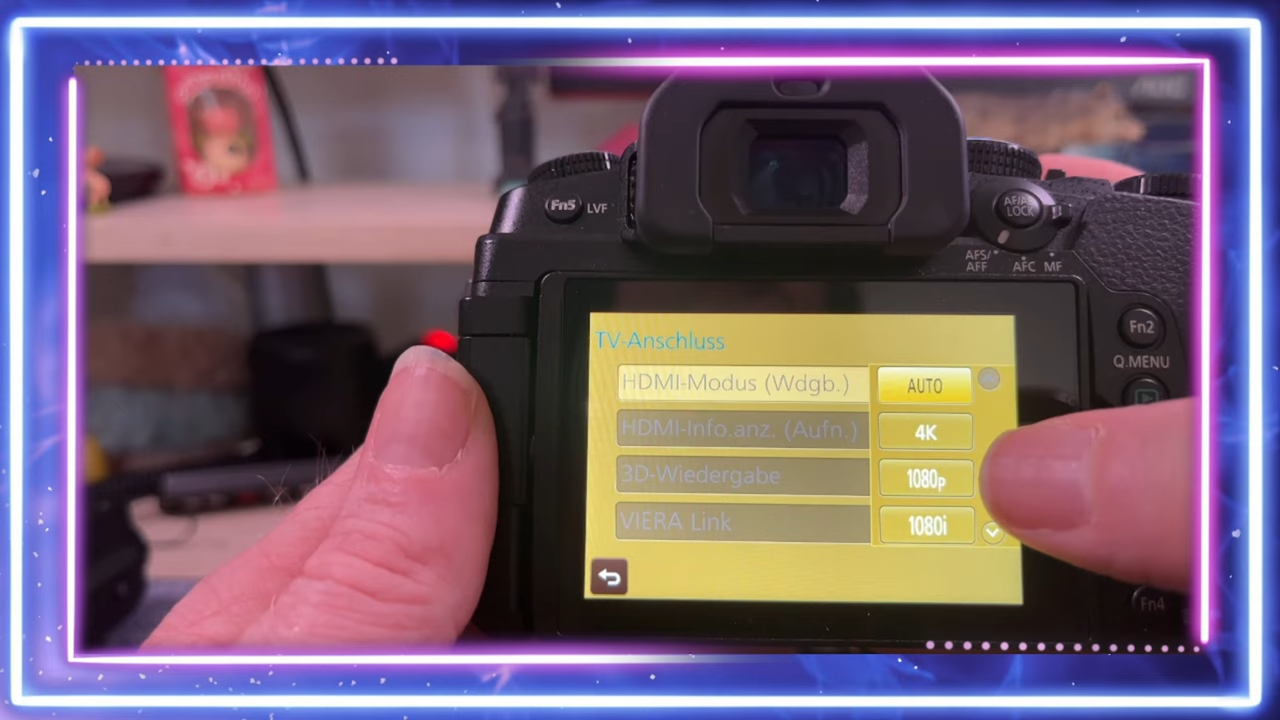 Fn5 LVF
AF/AE
LOCK
AFS/
AFF AFC MF
Fn2
Q.MENU
TV-Anschluss
HDMI-Modus (Wdgb.) AUTO
HDMI-Info.anz. (Aufn.) 4K
3D-Wiedergabe 1080p
VIERA Link 1080i
Fn4